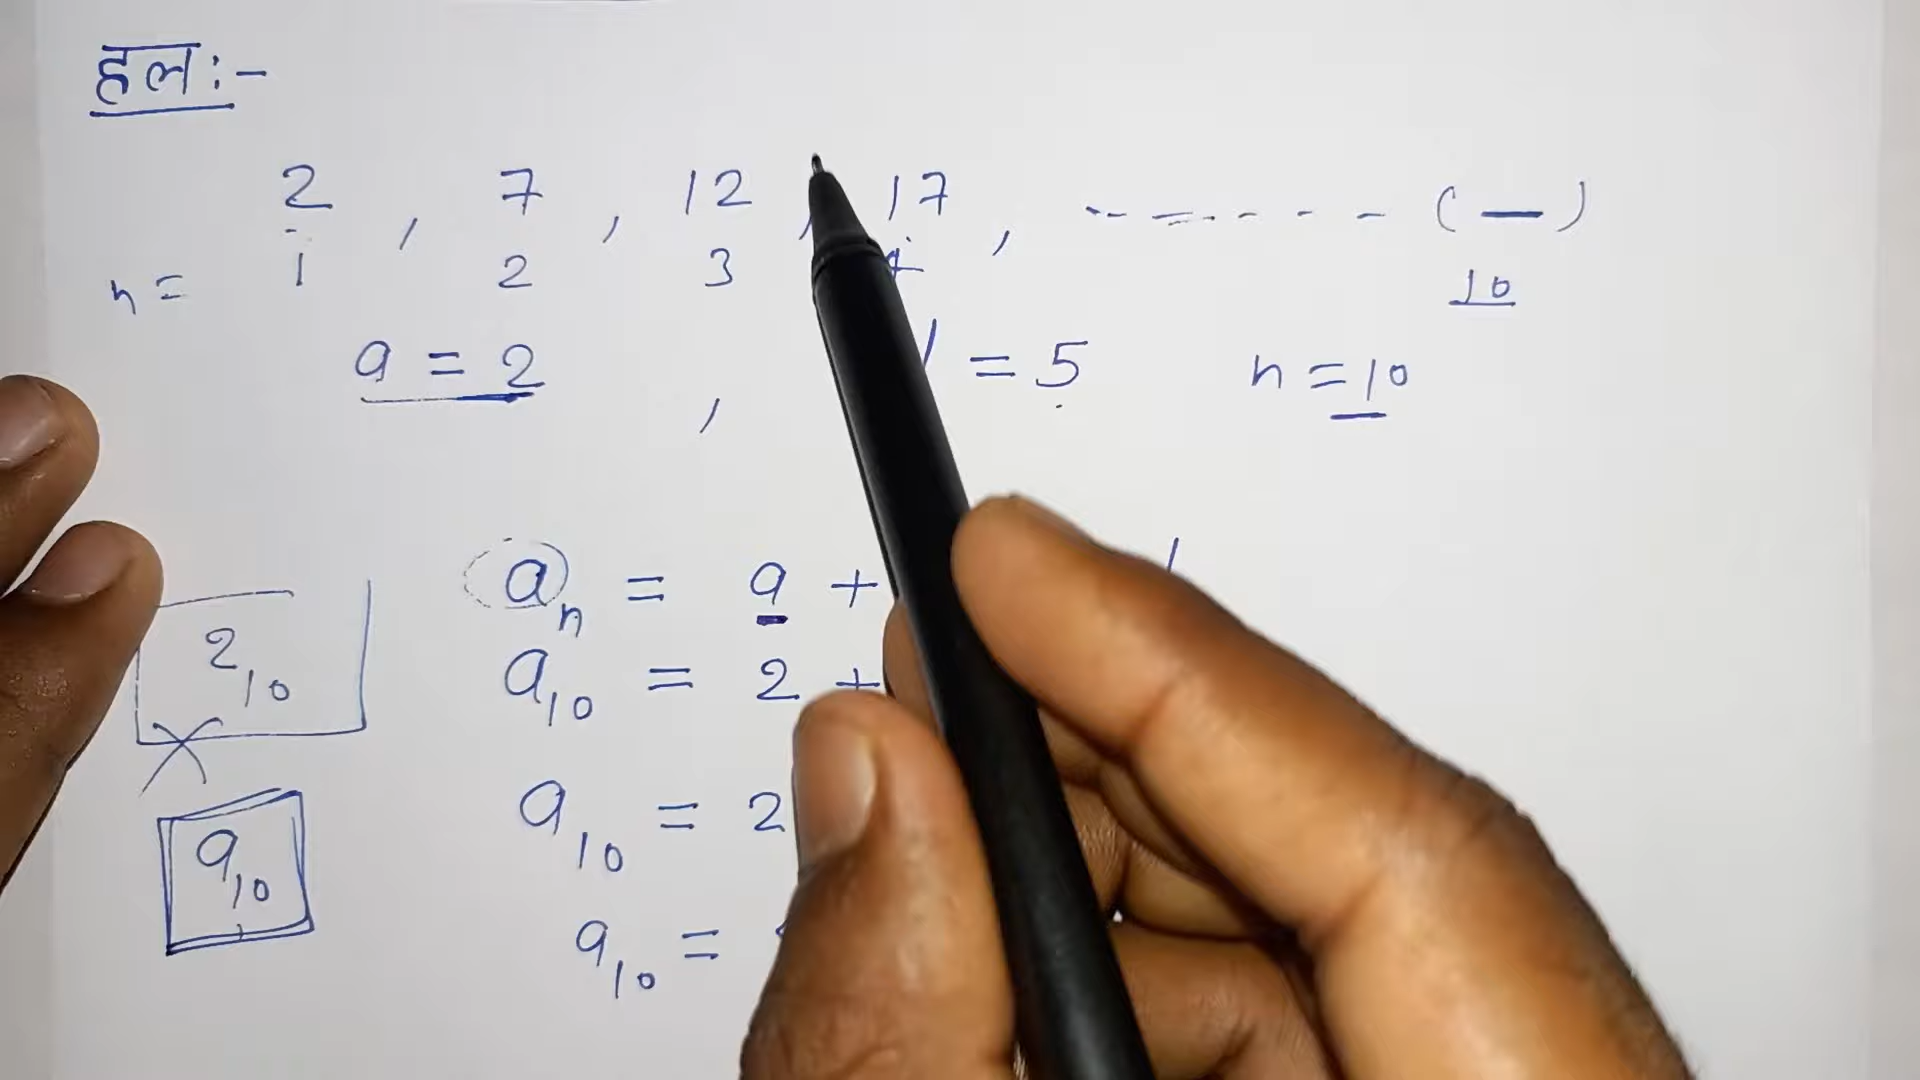 हल:-
2 , 7 , 12 , 17 , ------ ( — )
n = 1 2 3 4 10
a = 2 , = 5 n = 10
aₙ = a +
a₁₀ = 2 +
2₁₀
a₁₀ = 2
a₁₀
a₁₀ =